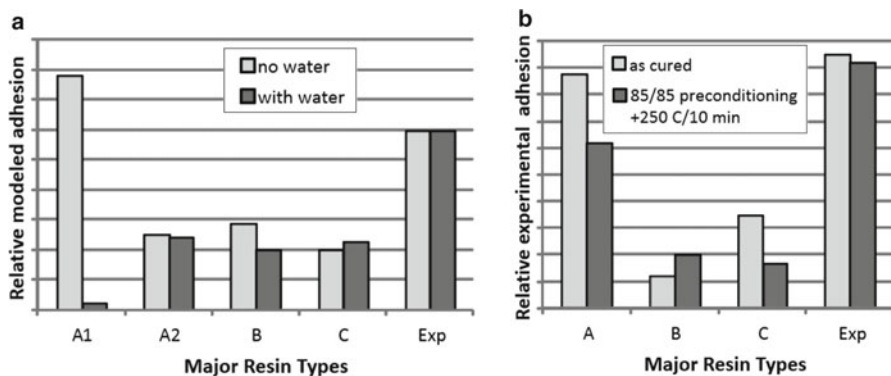 a
Relative modeled adhesion
no water
with water
A1 A2 B C Exp
Major Resin Types
b
Relative experimental adhesion
as cured
85/85 preconditioning
+250 C/10 min
A B C Exp
Major Resin Types